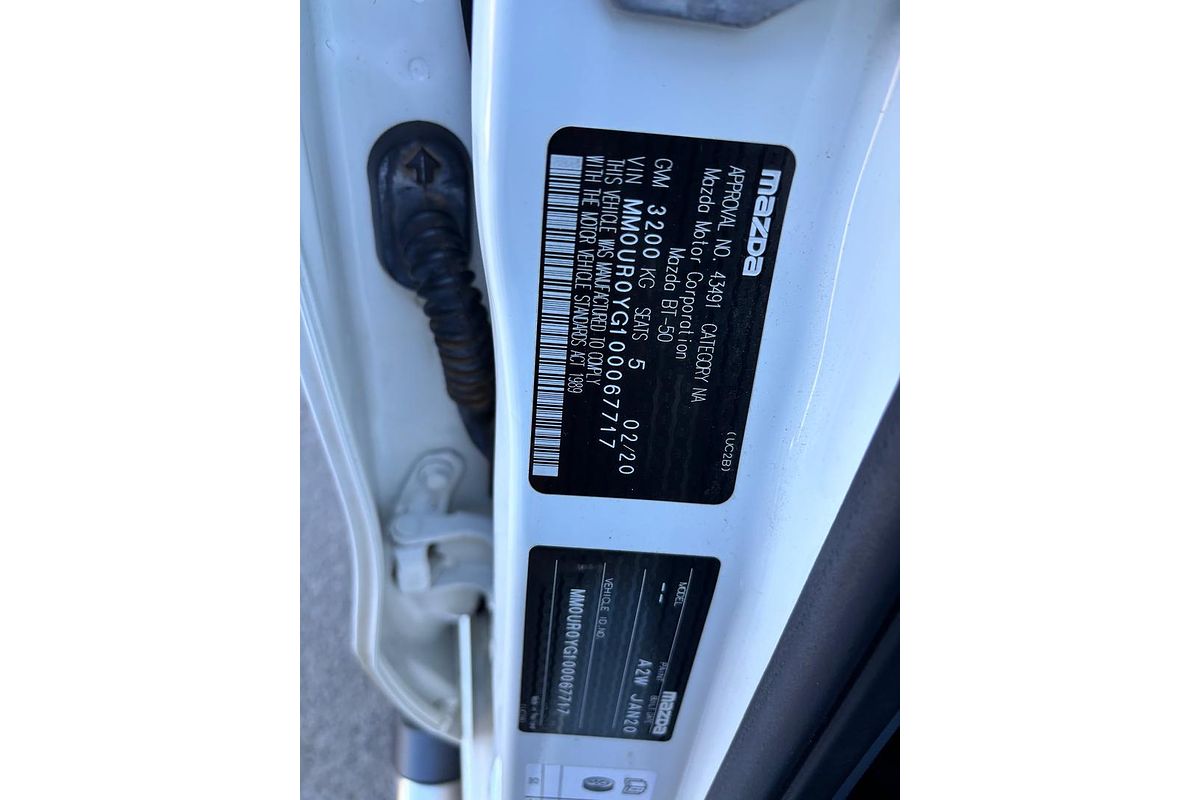 mazda
APPROVAL NO. 43491 CATEGORY NA
(UC2B)
Mazda Motor Corporation
Mazda BT-50
GVM 3200 KG SEATS 5 02/20
VIN MM0UR0YG100067717
THIS VEHICLE WAS MANUFACTURED TO COMPLY
WITH THE MOTOR VEHICLE STANDARDS ACT 1989
mazda
MODEL PAINT BUILT DATE
-- A2W JAN20
VEHICLE ID.NO.
MM0UR0YG100067717